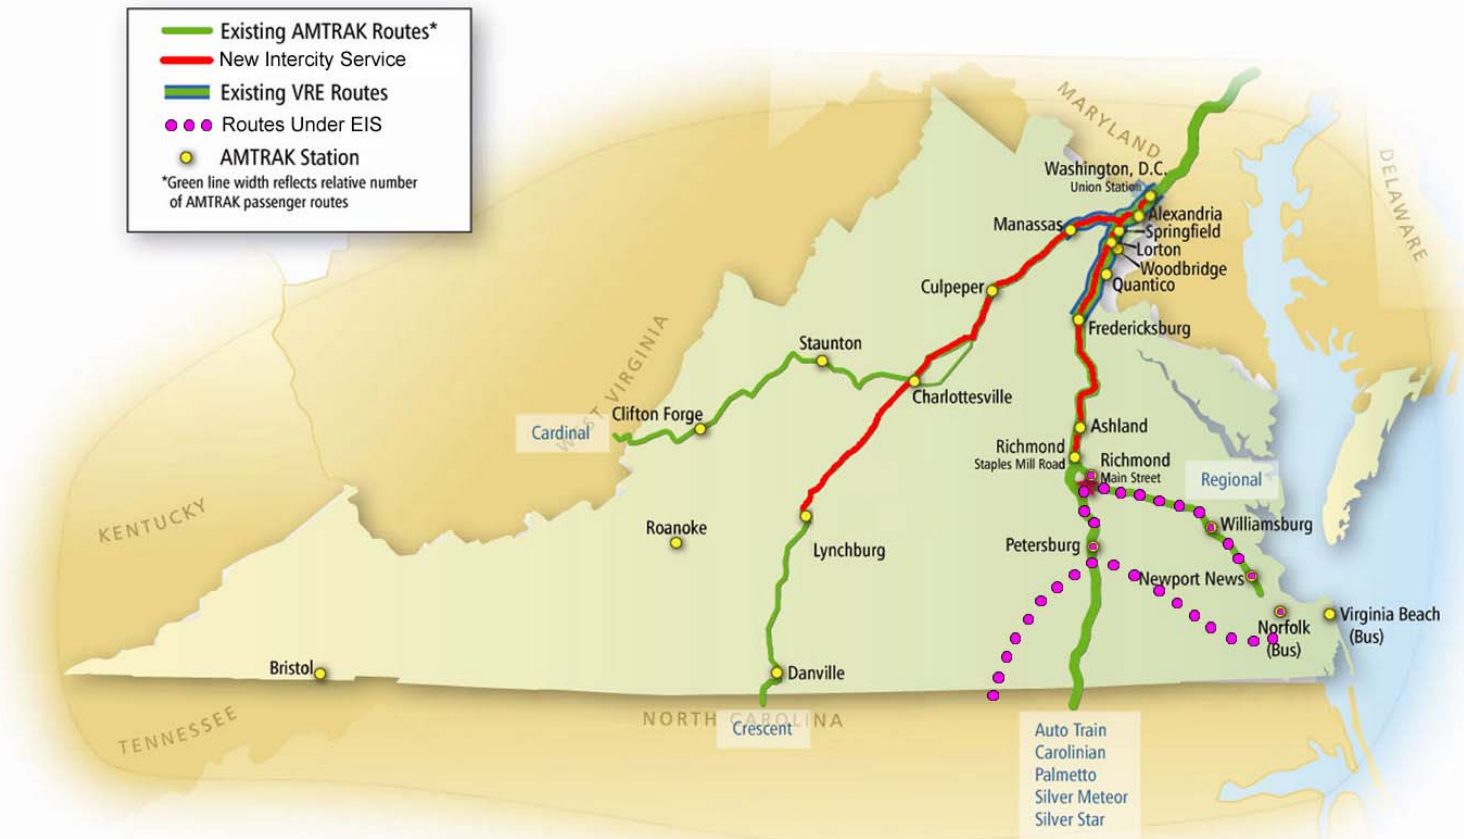 Existing AMTRAK Routes*
New Intercity Service
Existing VRE Routes
Routes Under EIS
AMTRAK Station
*Green line width reflects relative number
of AMTRAK passenger routes
MARYLAND
DELAWARE
Washington, D.C.
Union Station
Manassas
Alexandria
Springfield
Lorton
Woodbridge
Quantico
Culpeper
Fredericksburg
Staunton
WEST VIRGINIA
Charlottesville
Clifton Forge
Cardinal
Ashland
Richmond
Staples Mill Road
Richmond
Main Street
Regional
KENTUCKY
Roanoke
Williamsburg
Lynchburg
Petersburg
Newport News
Norfolk
(Bus)
Virginia Beach
(Bus)
Bristol
Danville
TENNESSEE
NORTH CAROLINA
Crescent
Auto Train
Carolinian
Palmetto
Silver Meteor
Silver Star